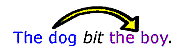 The dog bit the boy.